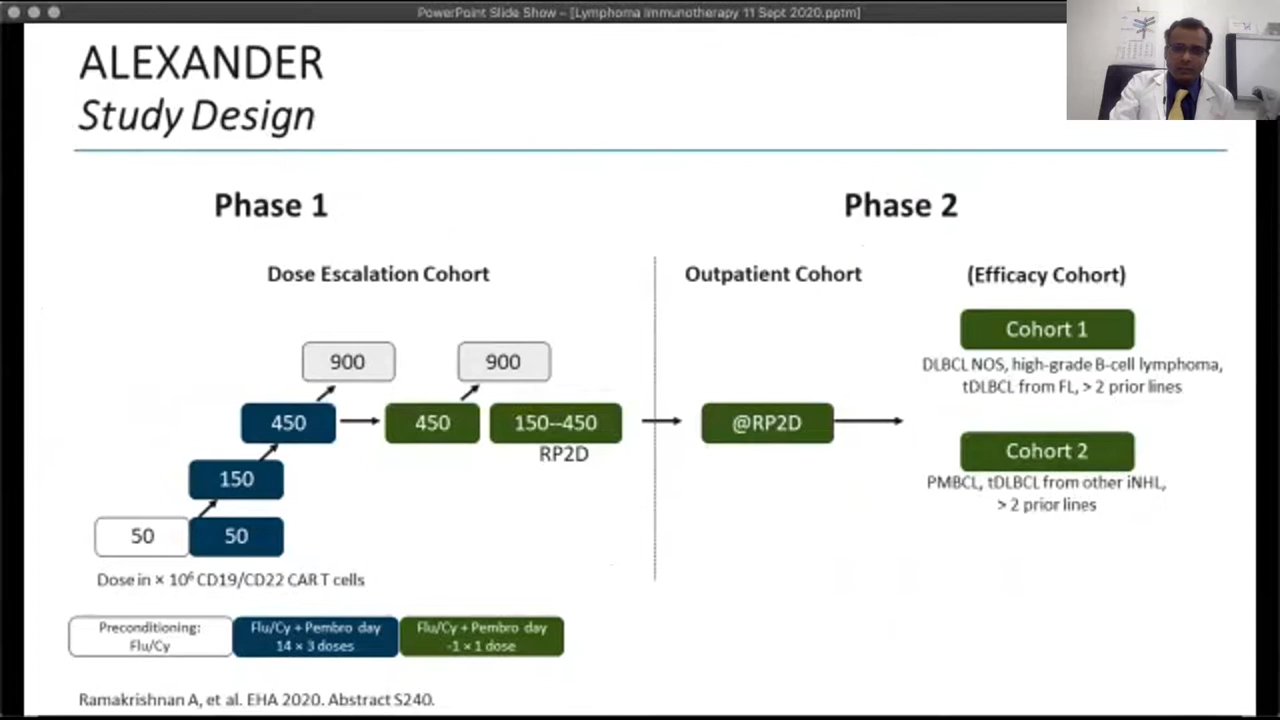 PowerPoint Slide Show – [Lymphoma Immunotherapy 11 Sept 2020.pptm]
ALEXANDER
Study Design
Phase 1
Phase 2
Dose Escalation Cohort
Outpatient Cohort
(Efficacy Cohort)
Cohort 1
DLBCL NOS, high-grade B-cell lymphoma,
tDLBCL from FL, > 2 prior lines
900
900
450
450
150--450
RP2D
@RP2D
Cohort 2
PMBCL, tDLBCL from other iNHL,
> 2 prior lines
150
50
50
Dose in × 10⁶ CD19/CD22 CAR T cells
Preconditioning:
Flu/Cy
Flu/Cy + Pembro day
14 × 3 doses
Flu/Cy + Pembro day
-1 × 1 dose
Ramakrishnan A, et al. EHA 2020. Abstract S240.